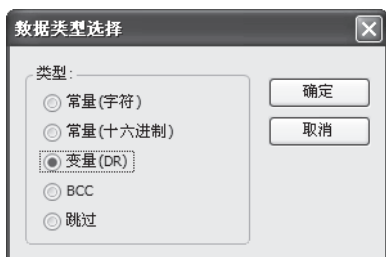 数据类型选择
类型:
常量(字符)
常量(十六进制)
变量(DR)
BCC
跳过
确定
取消